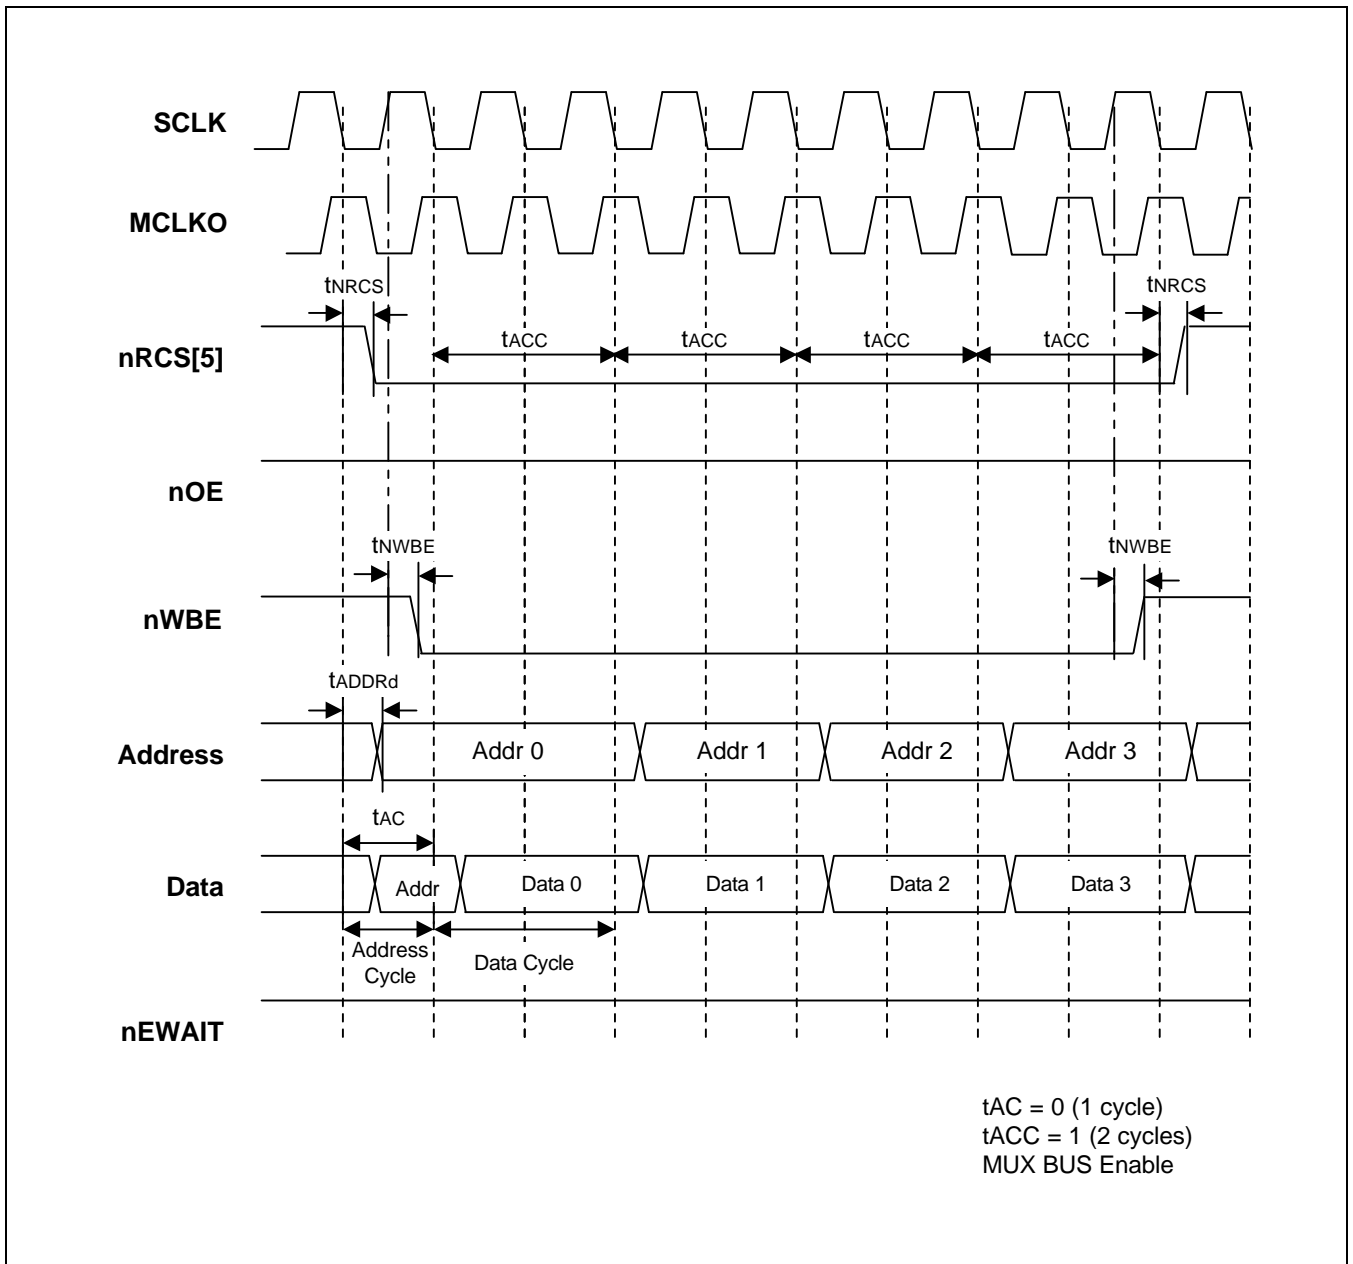 SCLK
MCLKO
tNRCS
tNRCS
nRCS[5]
tACC
tACC
tACC
tACC
nOE
tNWBE
tNWBE
nWBE
tADDRd
Address
Addr 0
Addr 1
Addr 2
Addr 3
tAC
Data
Addr
Data 0
Data 1
Data 2
Data 3
Address
Cycle
Data Cycle
nEWAIT
tAC = 0 (1 cycle)
tACC = 1 (2 cycles)
MUX BUS Enable